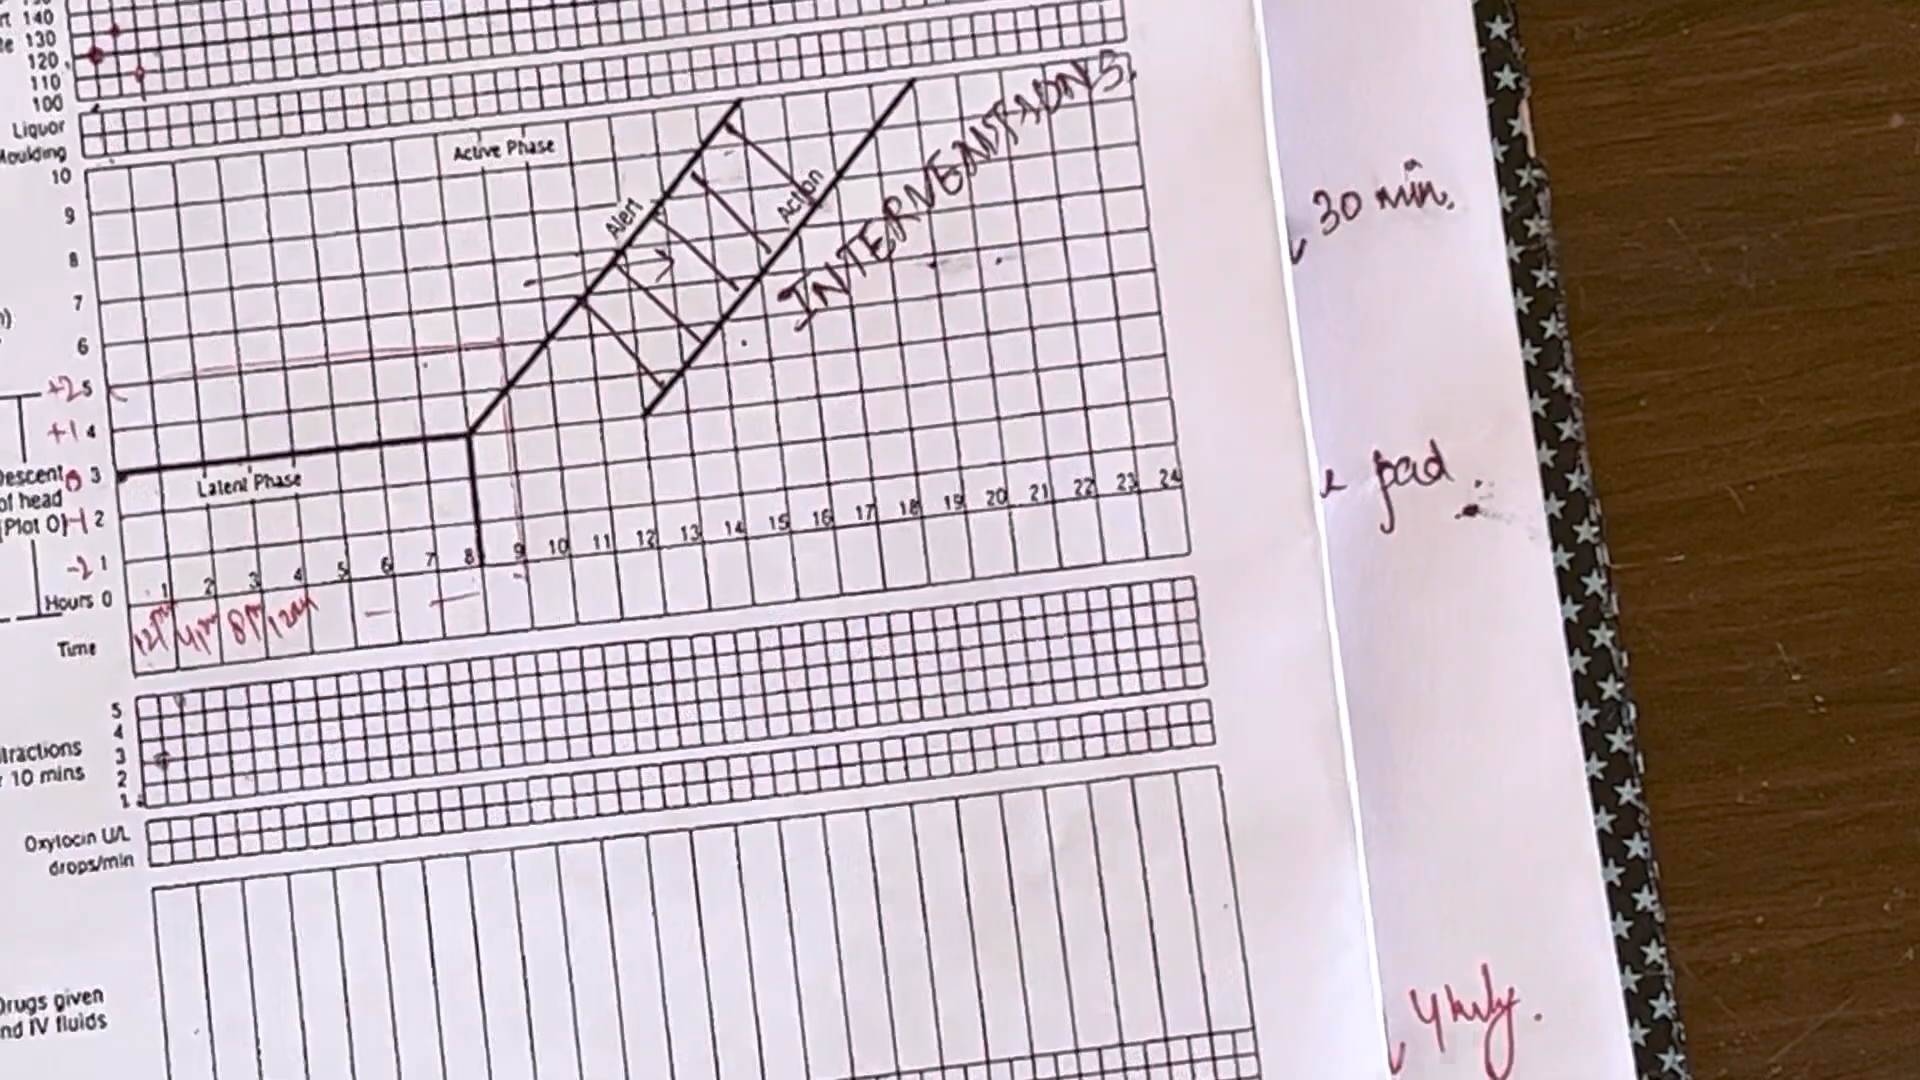 140
130
120
110
100
Liquor
Moulding
10
9
8
7
6
+2 5
+1 4
0 3
-1 2
-2 1
Active Phase
Alert
Action
INTERVENTIONS
Latent Phase
Descent
of head
(Plot O)
Hours 0
1 2 3 4 5 6 7 8 9 10 11 12 13 14 15 16 17 18 19 20 21 22 23 24
Time
12PM 4PM 8PM 12AM
5
4
3
2
1
10 mins
Oxytocin U/L
drops/min
Drugs given
nd IV fluids
30 min.
pad.
4 hrly.